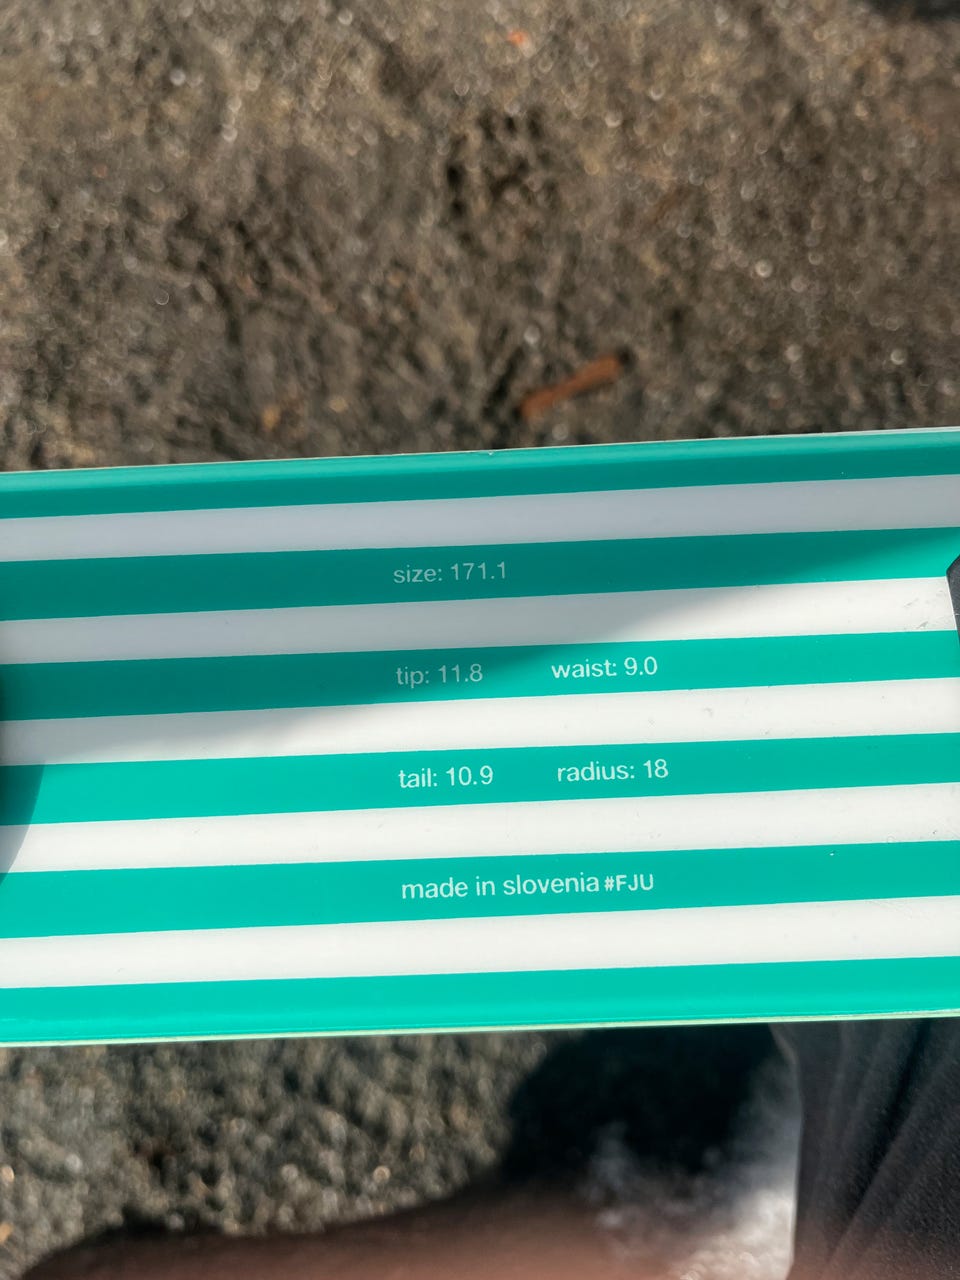 size: 171.1
tip: 11.8 waist: 9.0
tail: 10.9 radius: 18
made in slovenia #FJU